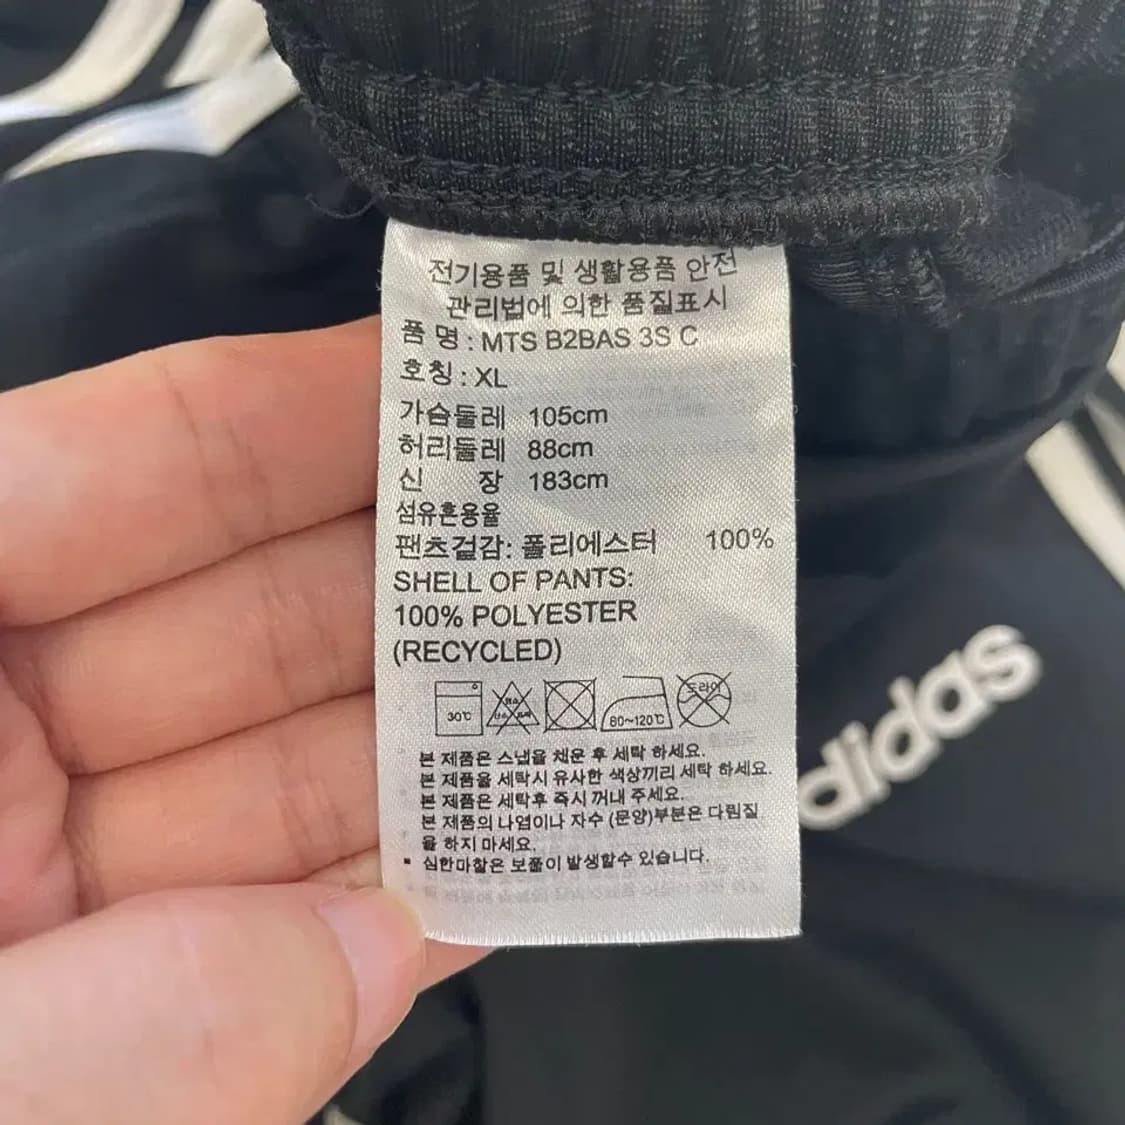 전기용품 및 생활용품 안전
관리법에 의한 품질표시
품 명 : MTS B2BAS 3S C
호칭 : XL
가슴둘레 105cm
허리둘레 88cm
신 장 183cm
섬유혼용율
팬츠겉감: 폴리에스터 100%
SHELL OF PANTS:
100% POLYESTER
(RECYCLED)
30℃
80~120℃
드라이
본 제품은 스냅을 채운 후 세탁 하세요.
본 제품을 세탁시 유사한 색상끼리 세탁 하세요.
본 제품은 세탁후 즉시 꺼내 주세요.
본 제품의 나염이나 자수 (문양)부분은 다림질
을 하지 마세요.
심한마찰은 보풀이 발생할수 있습니다.
adidas